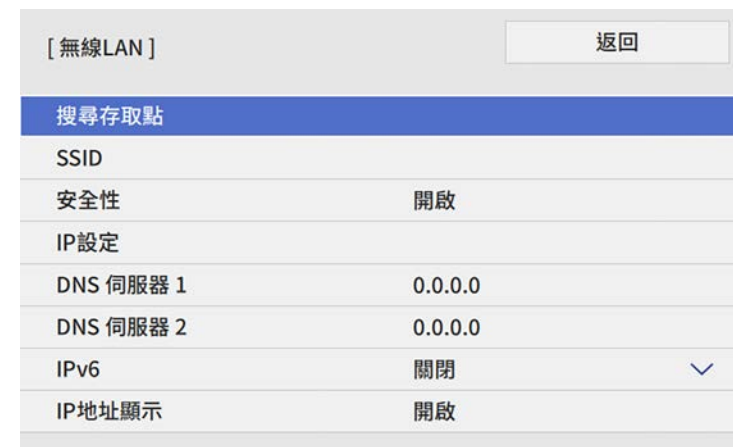 [ 無線LAN ]
返回
搜尋存取點
SSID
安全性 開啟
IP設定
DNS 伺服器 1 0.0.0.0
DNS 伺服器 2 0.0.0.0
IPv6 關閉
IP地址顯示 開啟